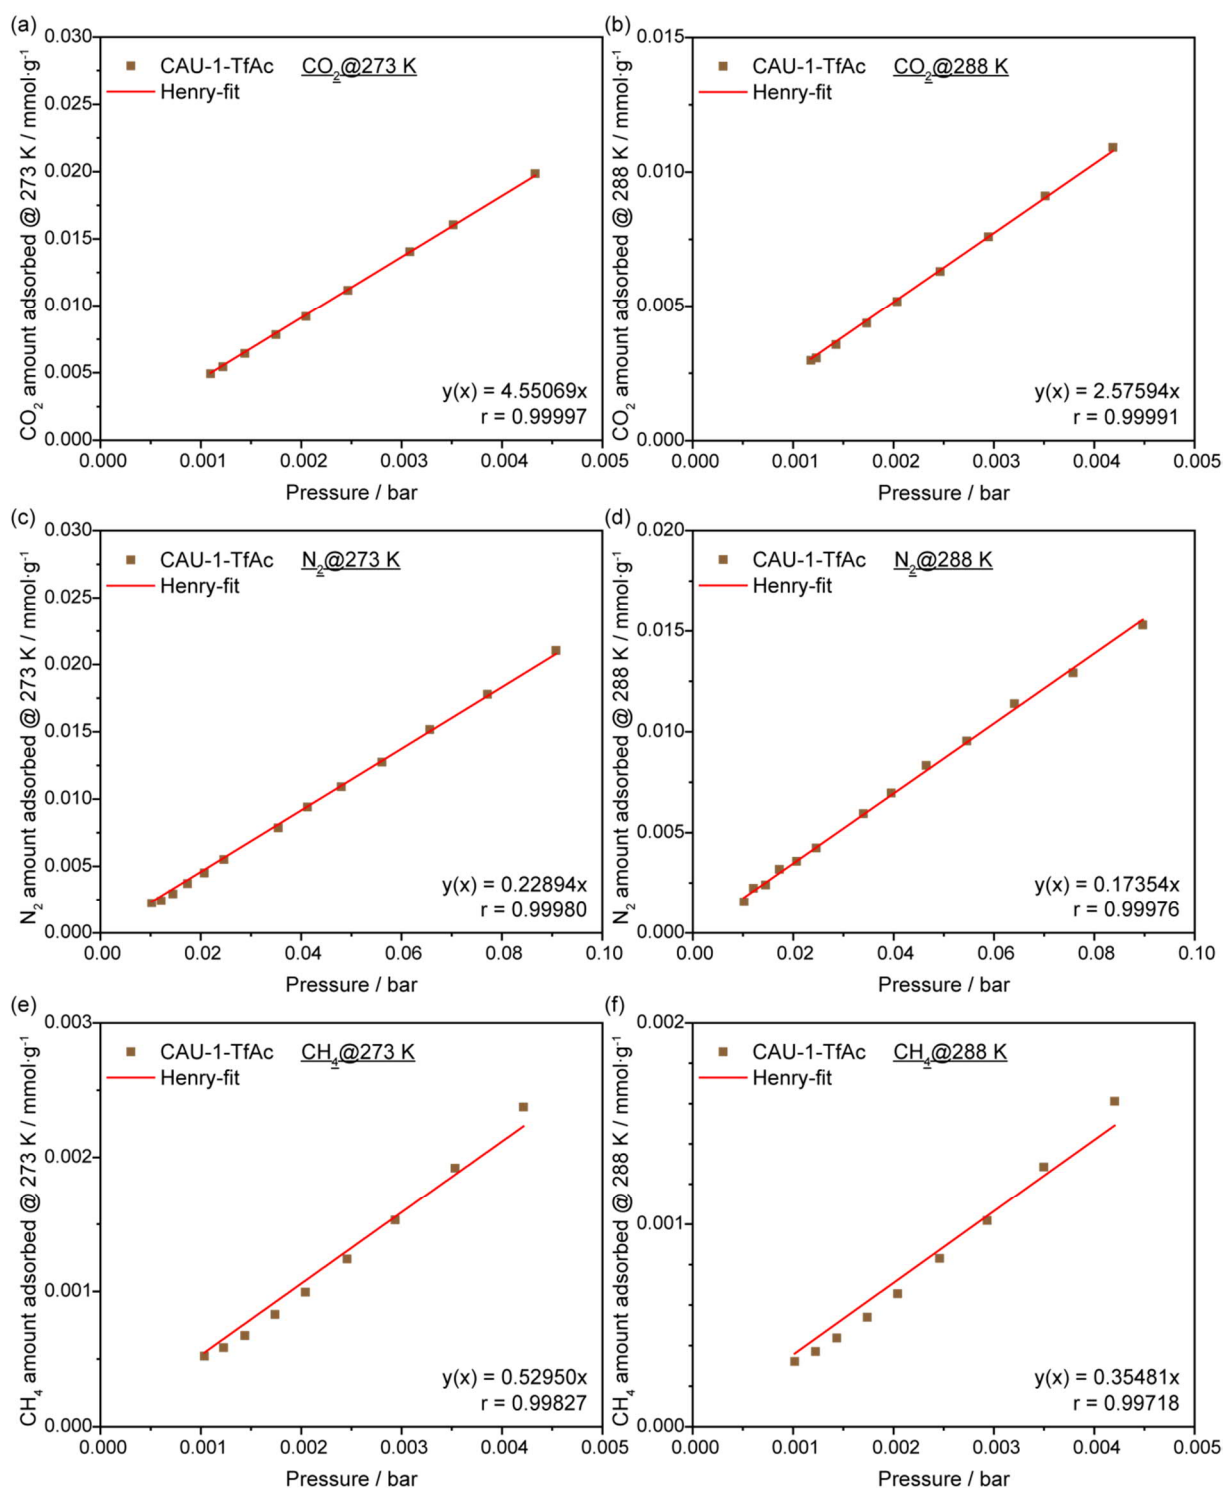 (a)
CO2 amount adsorbed @ 273 K / mmol·g-1
0.030
0.025
0.020
0.015
0.010
0.005
0.000
CAU-1-TfAc CO2@273 K
Henry-fit
y(x) = 4.55069x
r = 0.99997
0.000 0.001 0.002 0.003 0.004 0.005
Pressure / bar
(b)
CO2 amount adsorbed @ 288 K / mmol·g-1
0.015
0.010
0.005
0.000
CAU-1-TfAc CO2@288 K
Henry-fit
y(x) = 2.57594x
r = 0.99991
0.000 0.001 0.002 0.003 0.004 0.005
Pressure / bar
(c)
N2 amount adsorbed @ 273 K / mmol·g-1
0.030
0.025
0.020
0.015
0.010
0.005
0.000
CAU-1-TfAc N2@273 K
Henry-fit
y(x) = 0.22894x
r = 0.99980
0.00 0.02 0.04 0.06 0.08 0.10
Pressure / bar
(d)
N2 amount adsorbed @ 288 K / mmol·g-1
0.020
0.015
0.010
0.005
0.000
CAU-1-TfAc N2@288 K
Henry-fit
y(x) = 0.17354x
r = 0.99976
0.00 0.02 0.04 0.06 0.08 0.10
Pressure / bar
(e)
CH4 amount adsorbed @ 273 K / mmol·g-1
0.003
0.002
0.001
0.000
CAU-1-TfAc CH4@273 K
Henry-fit
y(x) = 0.52950x
r = 0.99827
0.000 0.001 0.002 0.003 0.004 0.005
Pressure / bar
(f)
CH4 amount adsorbed @ 288 K / mmol·g-1
0.002
0.001
0.000
CAU-1-TfAc CH4@288 K
Henry-fit
y(x) = 0.35481x
r = 0.99718
0.000 0.001 0.002 0.003 0.004 0.005
Pressure / bar